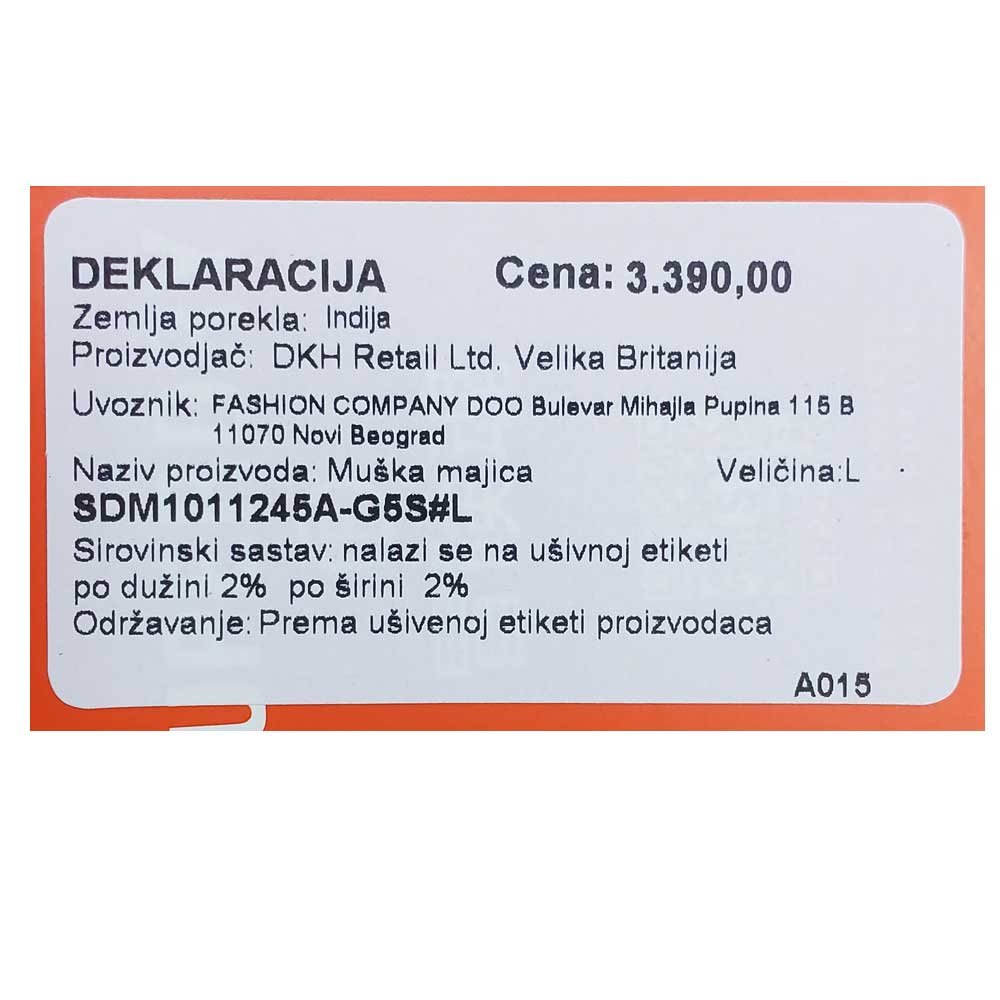 DEKLARACIJA Cena: 3.390,00
Zemlja porekla: Indija
Proizvodjač: DKH Retail Ltd. Velika Britanija
Uvoznik: FASHION COMPANY DOO Bulevar Mihajla Pupina 115 B
11070 Novi Beograd
Naziv proizvoda: Muška majica Veličina:L
SDM1011245A-G5S#L
Sirovinski sastav: nalazi se na ušivnoj etiketi
po dužini 2% po širini 2%
Održavanje: Prema ušivenoj etiketi proizvodaca
A015